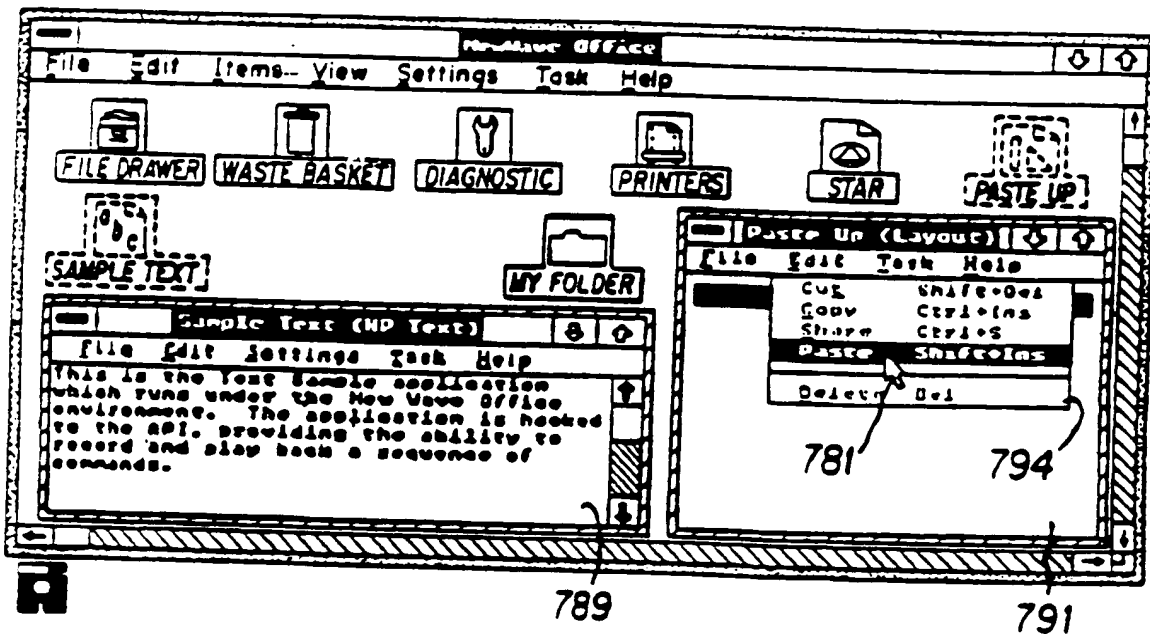 NewWave Office
File Edit Items View Settings Task Help
FILE DRAWER WASTE BASKET DIAGNOSTIC PRINTERS STAR PASTE UP
abc
SAMPLE TEXT MY FOLDER
Paste Up (Layout)
File Edit Task Help
Cut Shift+Del
Copy Ctrl+Ins
Share Ctrl+S
Paste Shift+Ins
Delete Del
781 794
Sample Text (HP Text)
File Edit Settings Task Help
This is the Text Sample application
which runs under the New Wave Office
environment. The application is hooked
to the API, providing the ability to
record and play back a sequence of
commands.
789 791